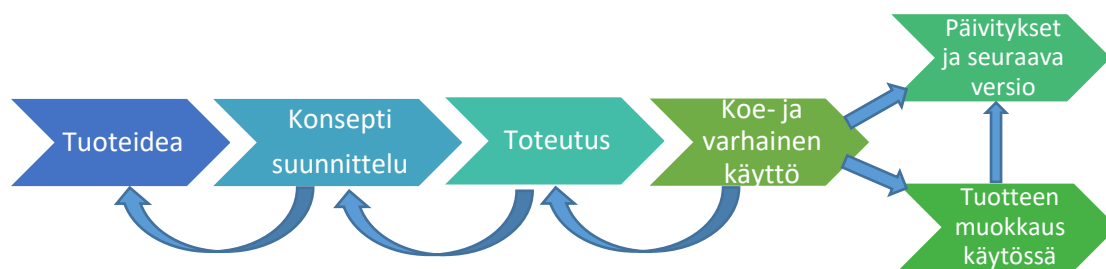 Tuoteidea
Konsepti
suunnittelu
Toteutus
Koe- ja
varhainen
käyttö
Päivitykset
ja seuraava
versio
Tuotteen
muokkaus
käytössä